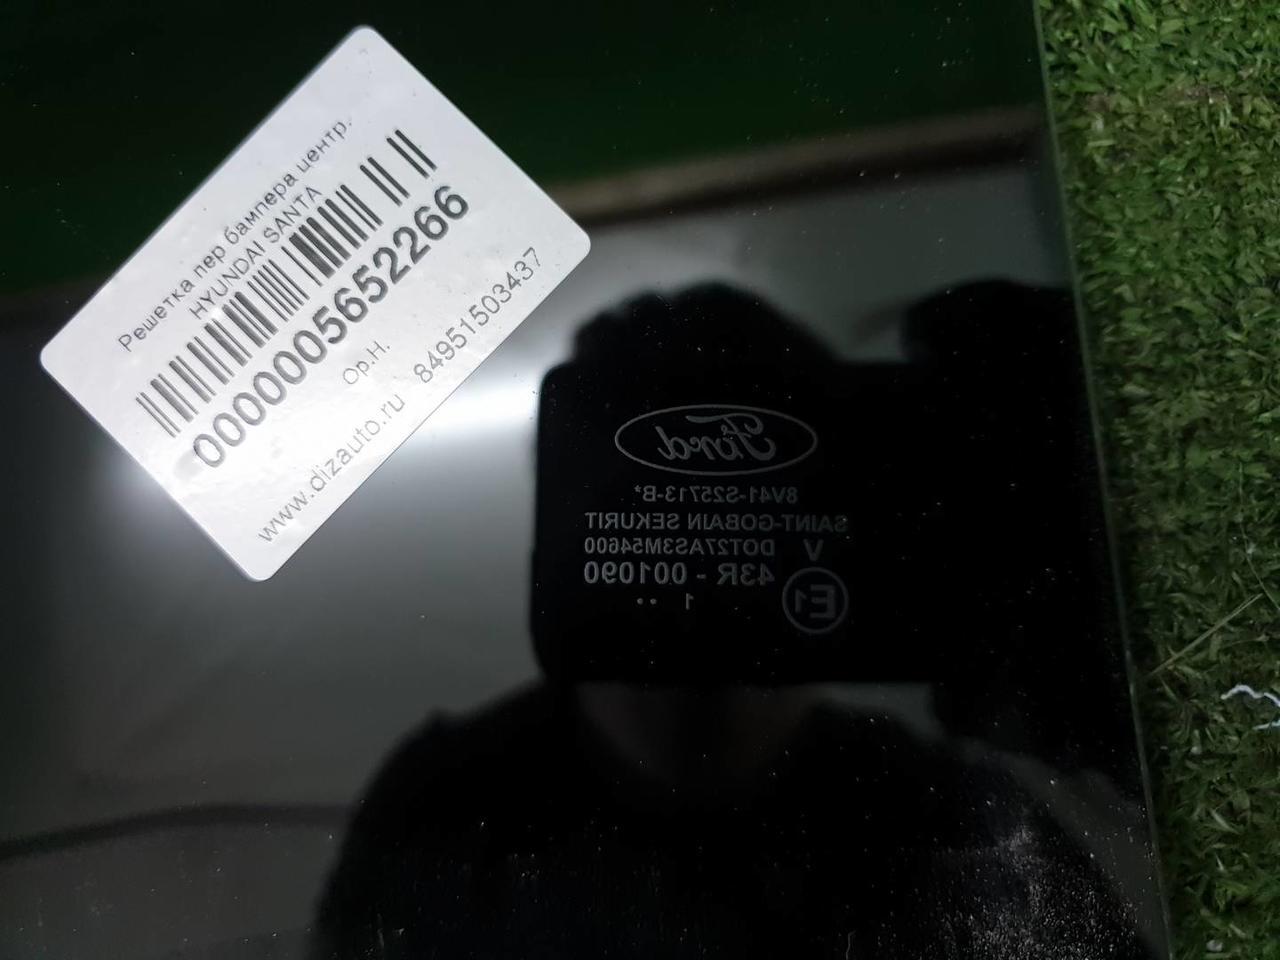 Решетка пер бампера центр.
HYUNDAI SANTA
0000005652266
Ор.Н.
www.dizauto.ru 84951503437
Ford
8V41-S25713-B*
SAINT-GOBAIN SEKURIT
V DOT27AS3M54600
43R - 001090
E1
1 ••